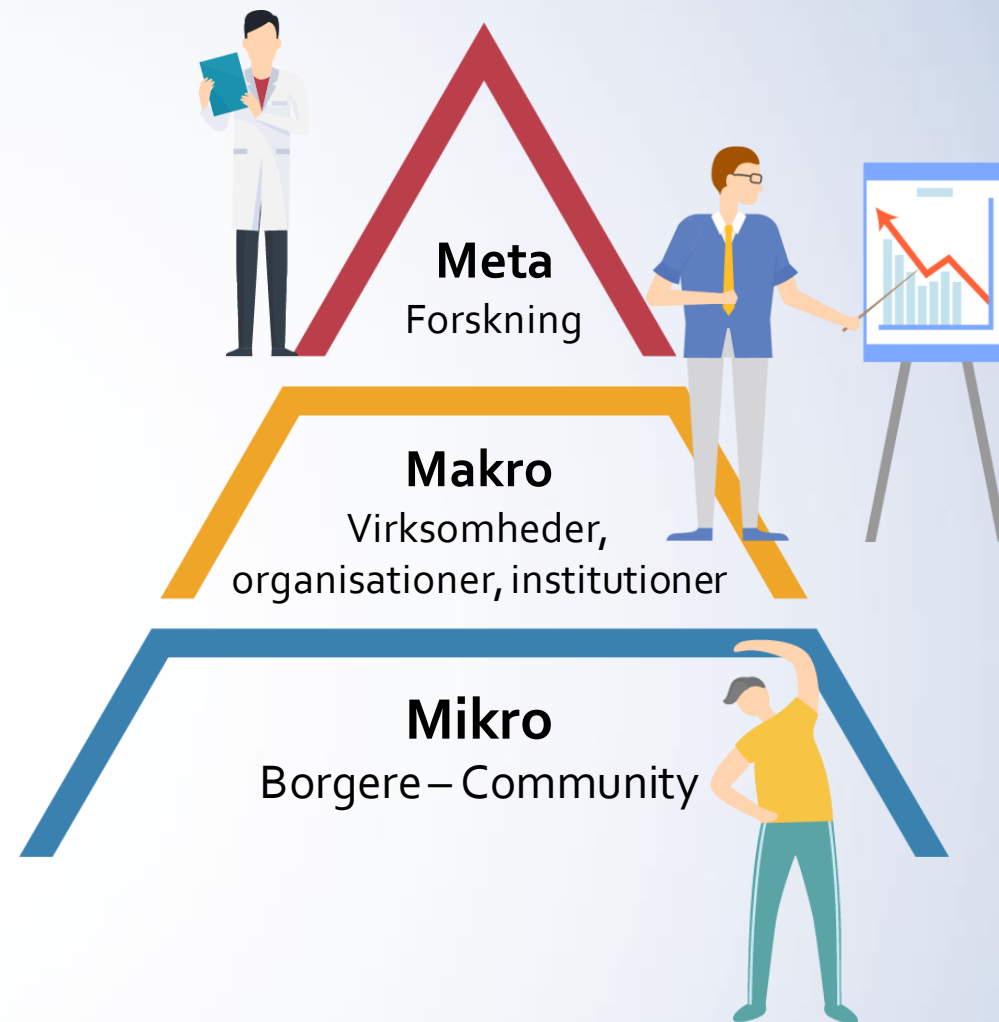 Meta
Forskning
Makro
Virksomheder,
organisationer, institutioner
Mikro
Borgere – Community